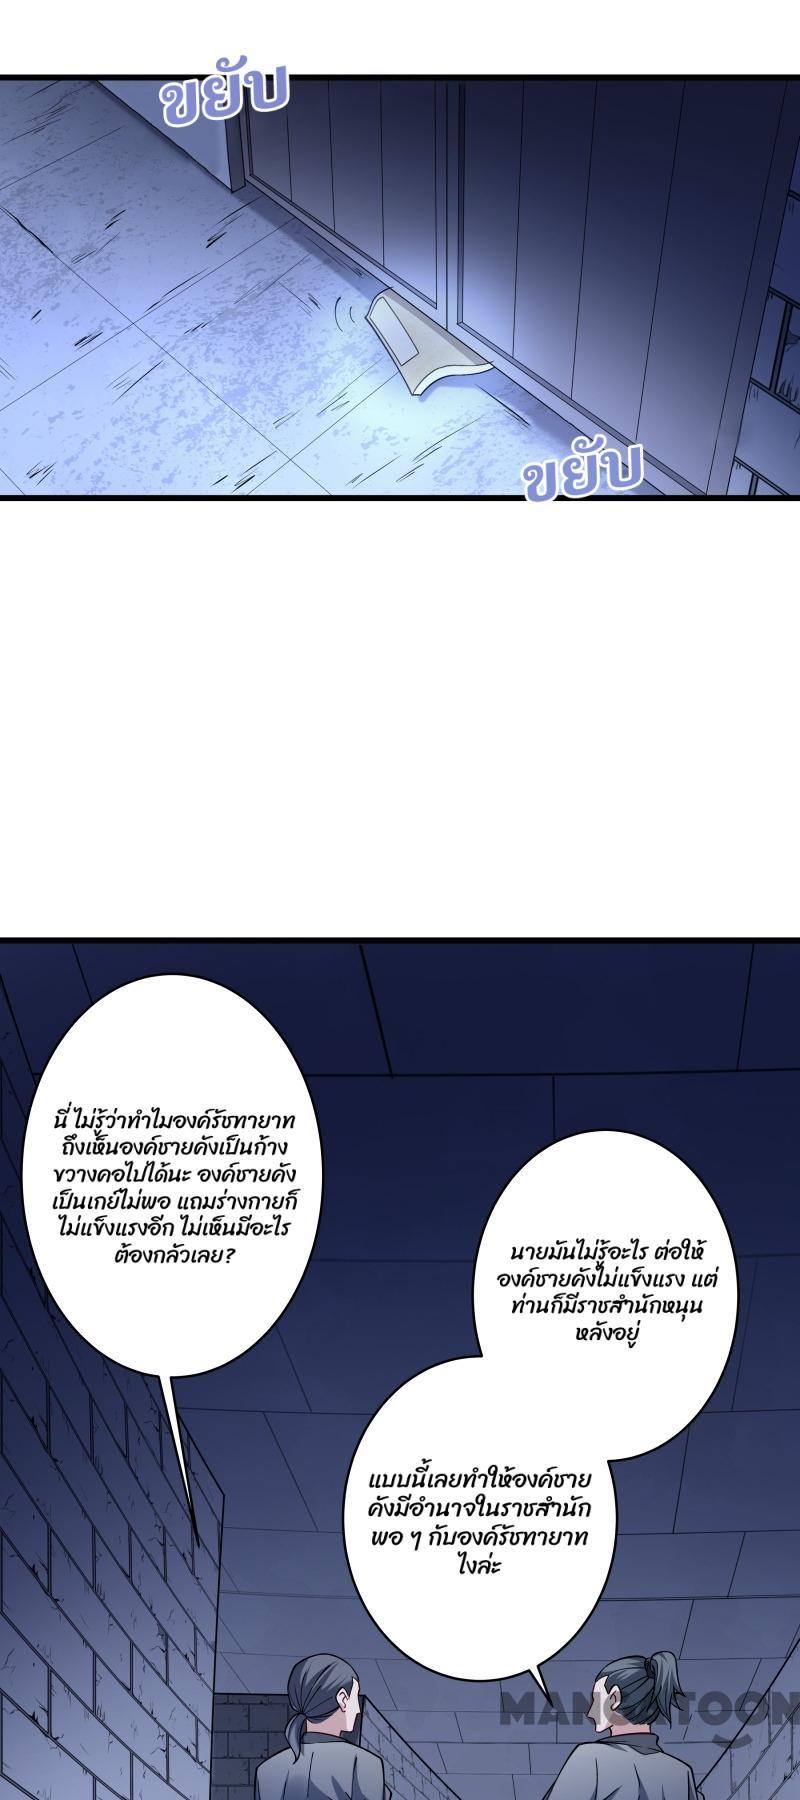 ขยับ
ขยับ
นี่ ไม่รู้ว่าทำไมองค์รัชทายาท
ถึงเห็นองค์ชายคังเป็นก้าง
ขวางคอไปได้นะ องค์ชายคัง
เป็นเกย์ไม่พอ แถมร่างกายก็
ไม่แข็งแรงอีก ไม่เห็นมีอะไร
ต้องกลัวเลย?
นายมันไม่รู้อะไร ต่อให้
องค์ชายคังไม่แข็งแรง แต่
ท่านก็มีราชสำนักหนุน
หลังอยู่
แบบนี้เลยทำให้องค์ชาย
คังมีอำนาจในราชสำนัก
พอ ๆ กับองค์รัชทายาท
ไงล่ะ
MANGATOON